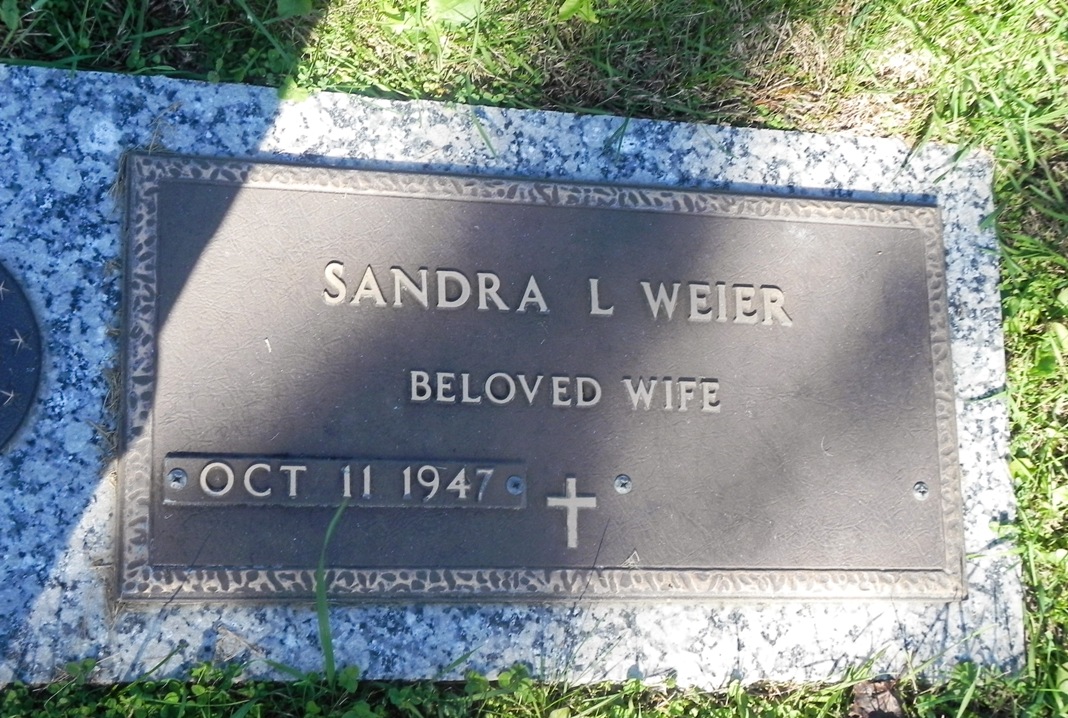 SANDRA L WEIER
BELOVED WIFE
OCT 11 1947